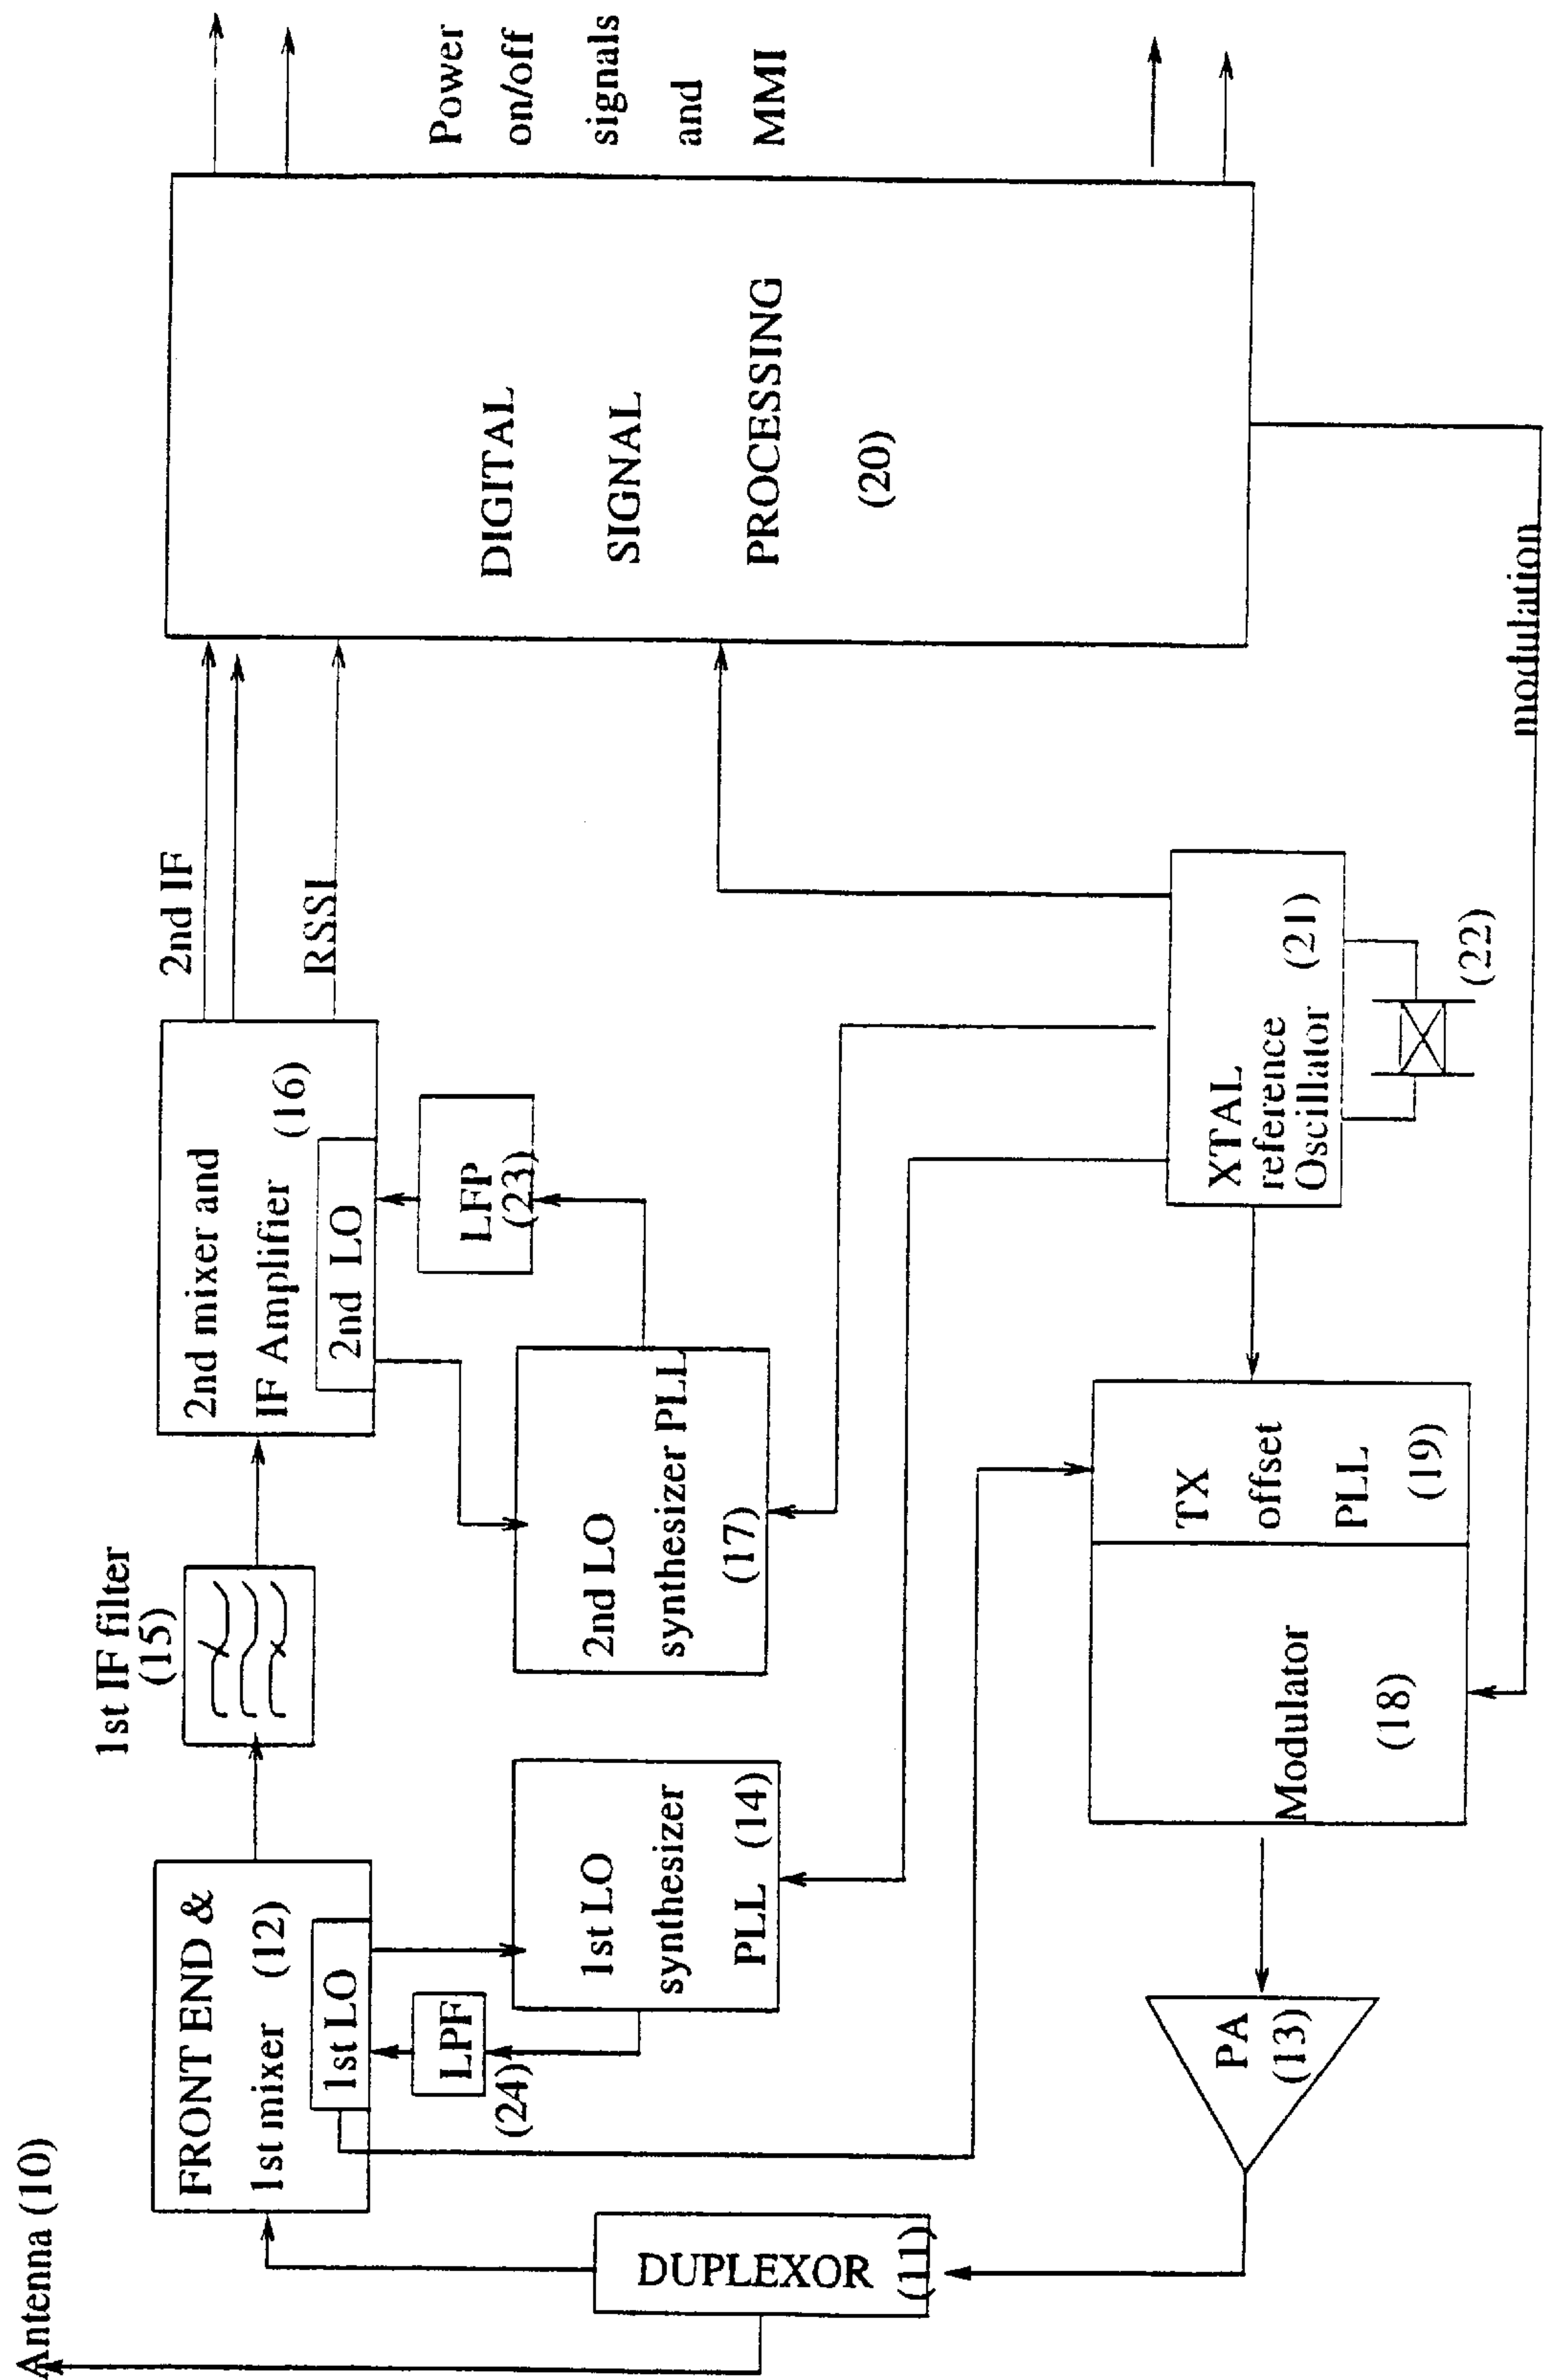 Antenna (10)
FRONT END &
1st mixer (12)
1st LO
LPF
(24)
1st LO
synthesizer
PLL (14)
1st IF filter
(15)
2nd mixer and
IF Amplifier (16)
2nd LO
LFP
(23)
2nd LO
synthesizer PLL
(17)
2nd IF
RSSI
DIGITAL
SIGNAL
PROCESSING
(20)
Power
on/off
signals
and
MMI
DUPLEXOR
(11)
PA
(13)
Modulator
(18)
TX
offset
PLL
(19)
XTAL
reference
Oscillator (21)
(22)
modulation